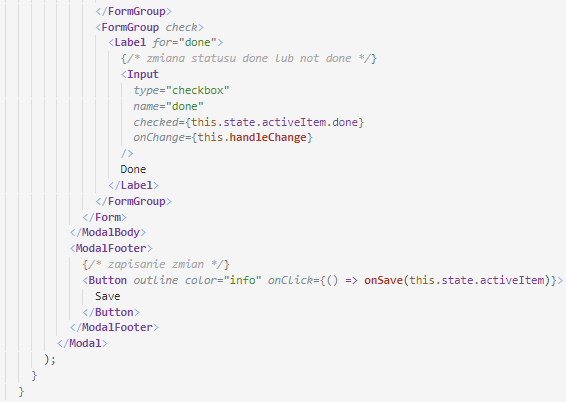 </FormGroup>
<FormGroup check>
<Label for="done">
{/* zmiana statusu done lub not done */}
<Input
type="checkbox"
name="done"
checked={this.state.activeItem.done}
onChange={this.handleChange}
/>
Done
</Label>
</FormGroup>
</Form>
</ModalBody>
<ModalFooter>
{/* zapisanie zmian */}
<Button outline color="info" onClick={() => onSave(this.state.activeItem)}>
Save
</Button>
</ModalFooter>
</Modal>
);
}
}